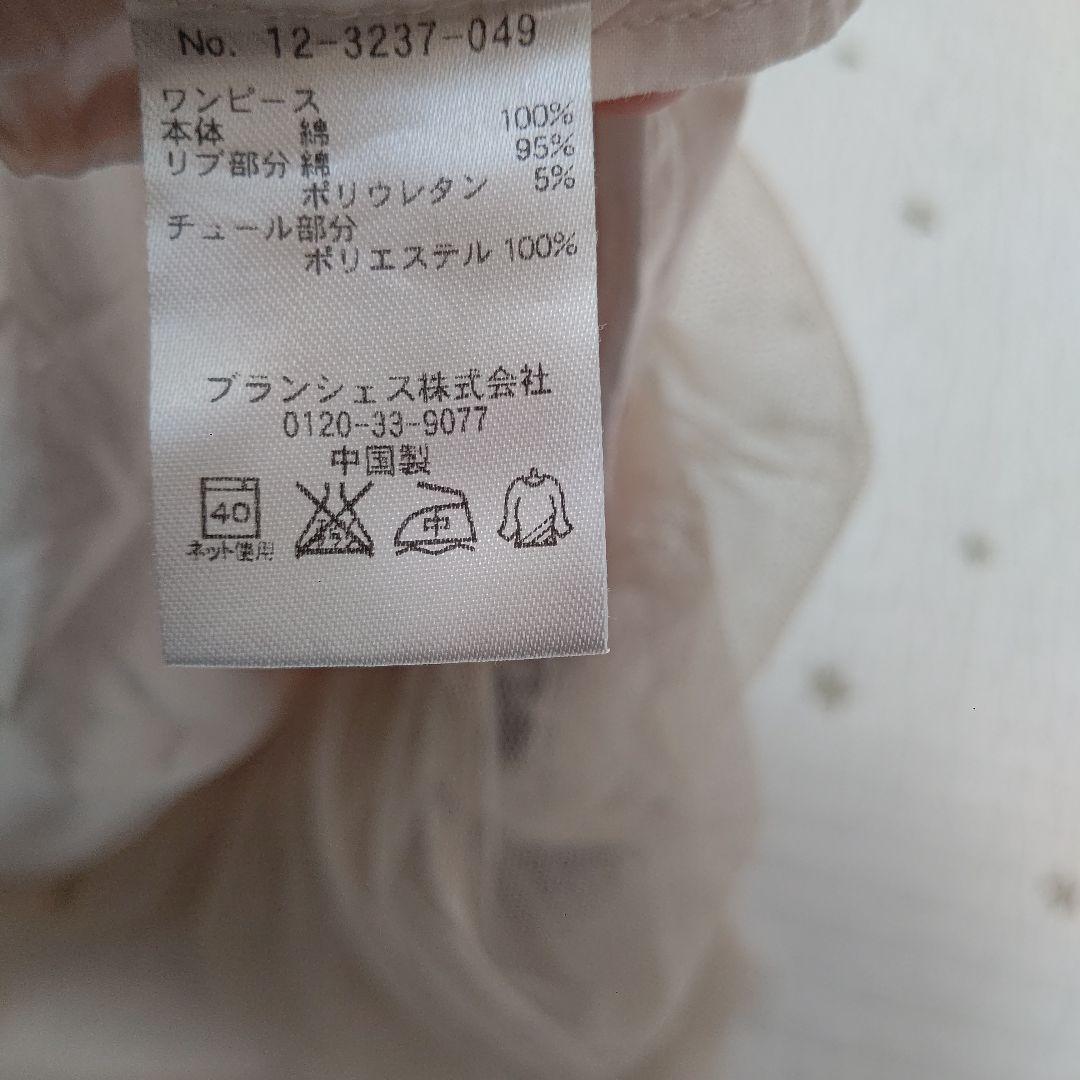 No. 12-3237-049
ワンピース
本体 綿 100%
リブ部分 綿 95%
ポリウレタン 5%
チュール部分
ポリエステル 100%
ブランシェス株式会社
0120-33-9077
中国製
40 エンソ 中
ネット使用